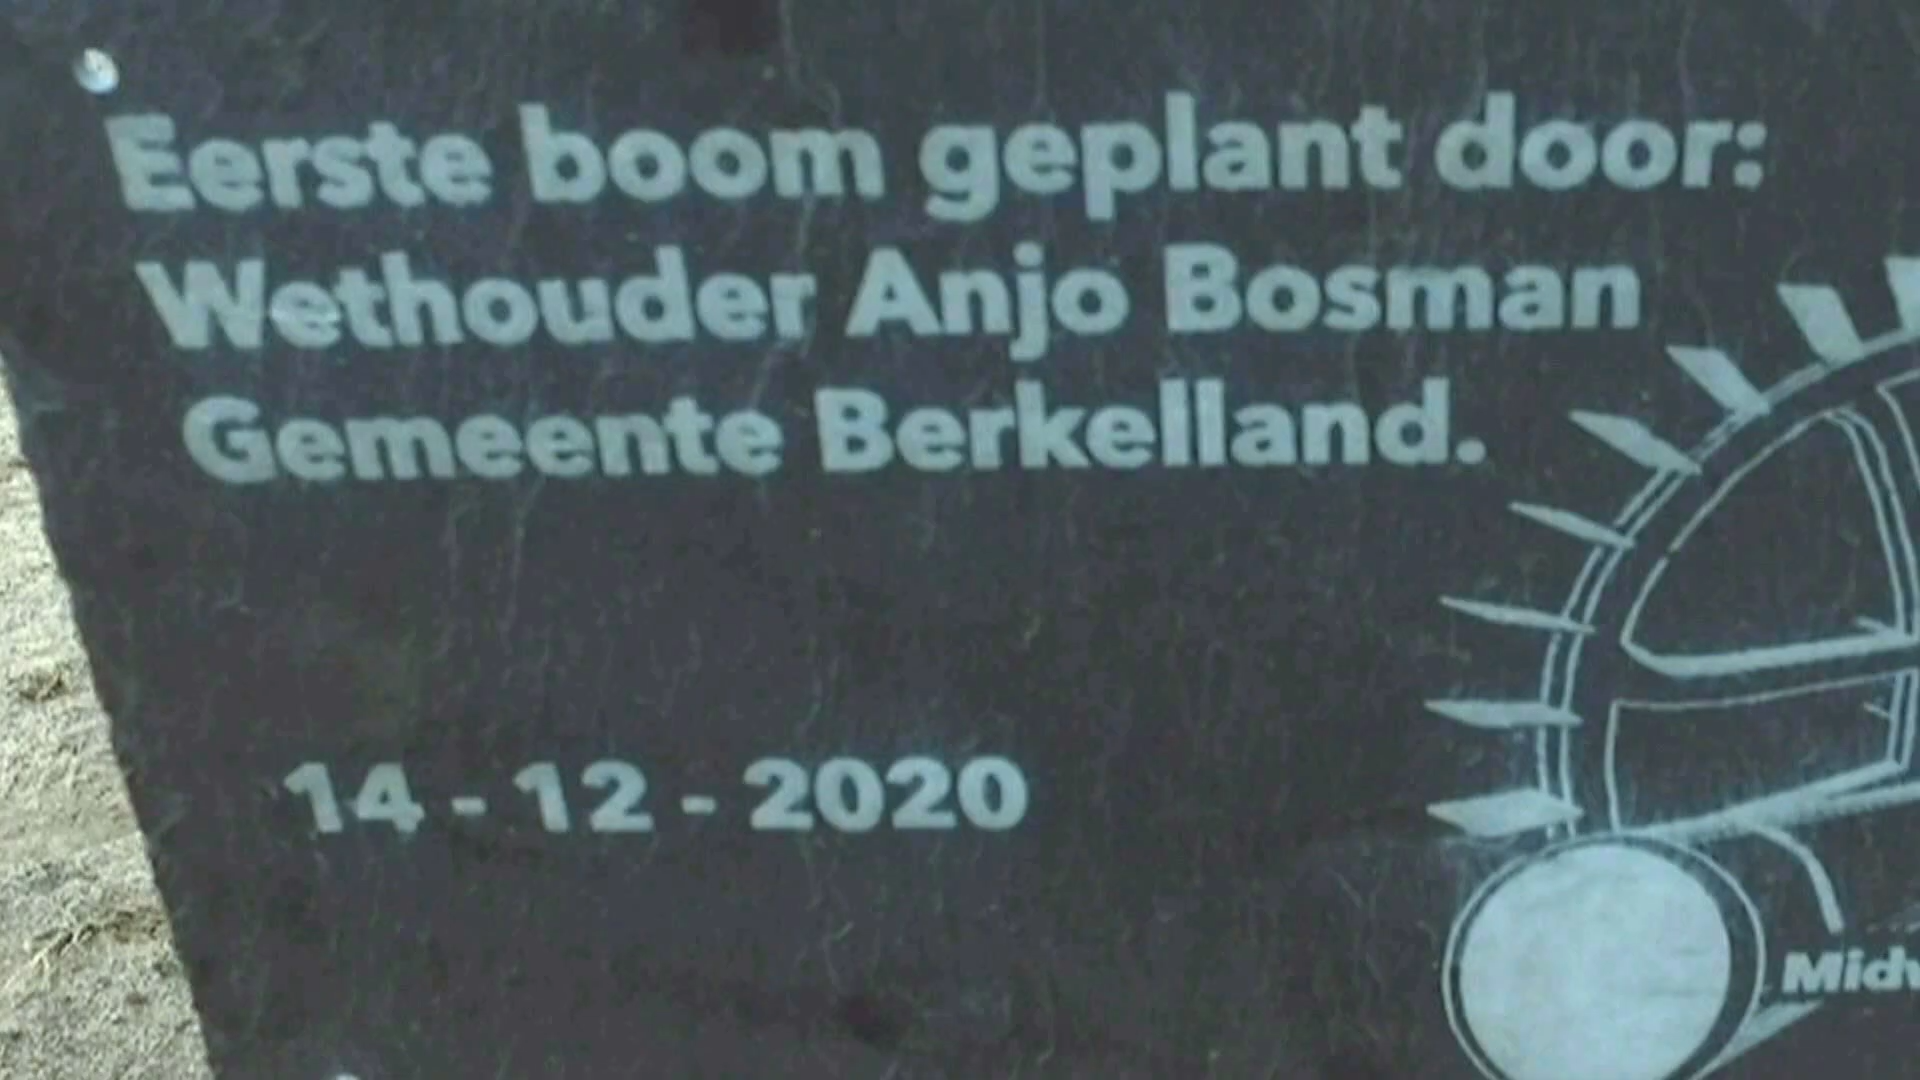 Eerste boom geplant door:
Wethouder Anjo Bosman
Gemeente Berkelland.
14 - 12 - 2020